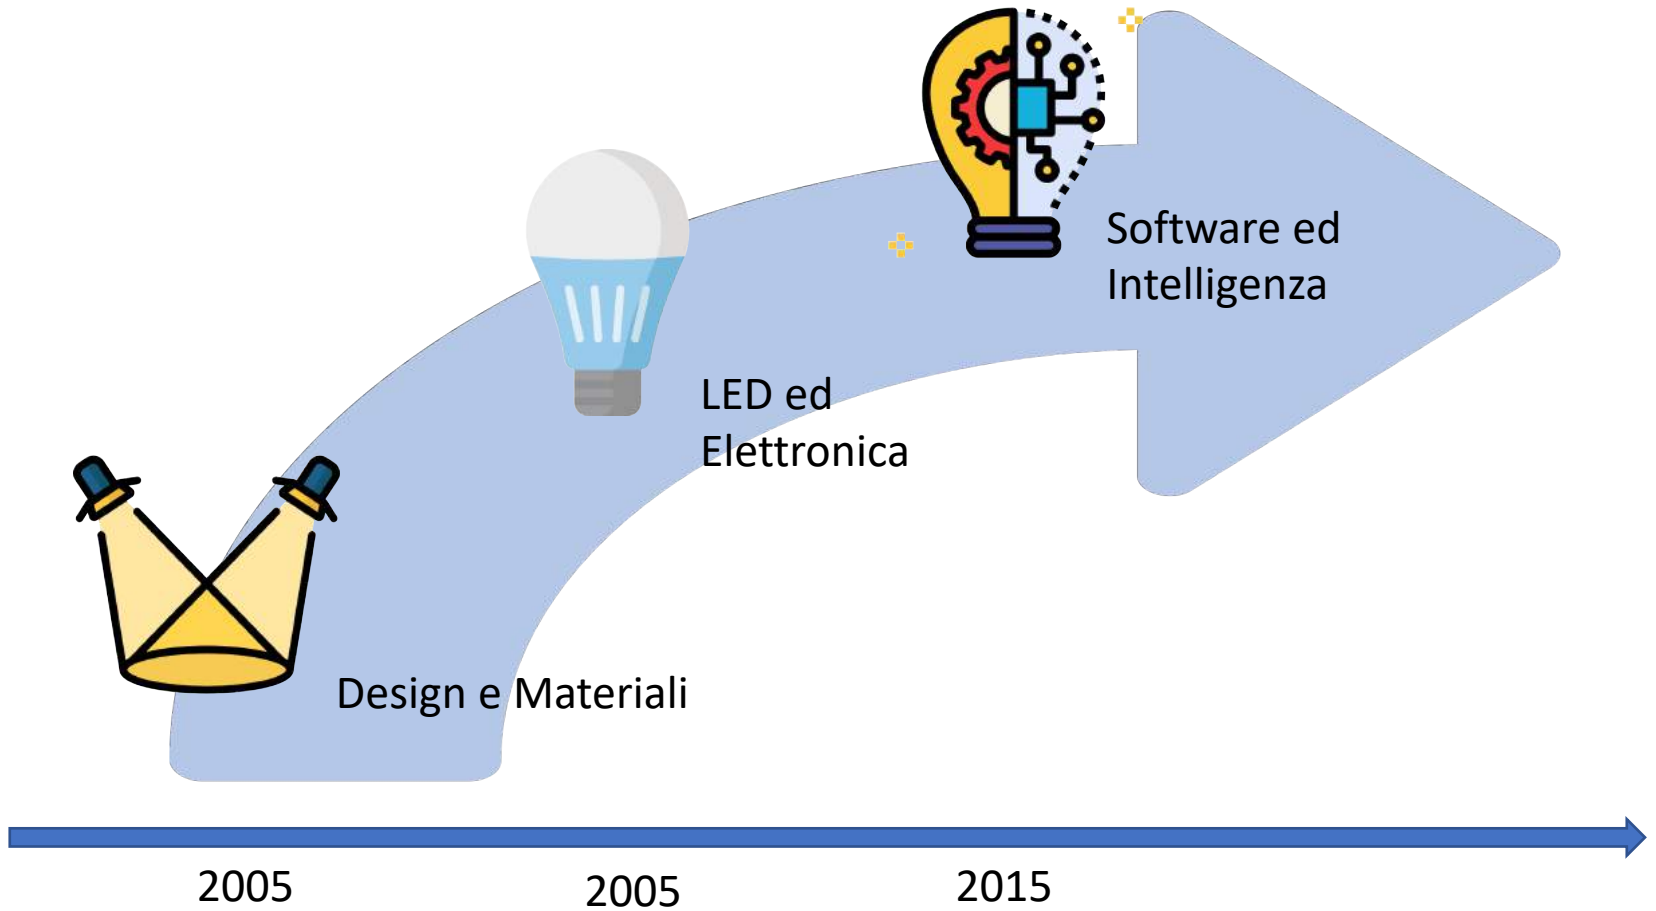 Software ed
Intelligenza
LED ed
Elettronica
Design e Materiali
2005
2005
2015